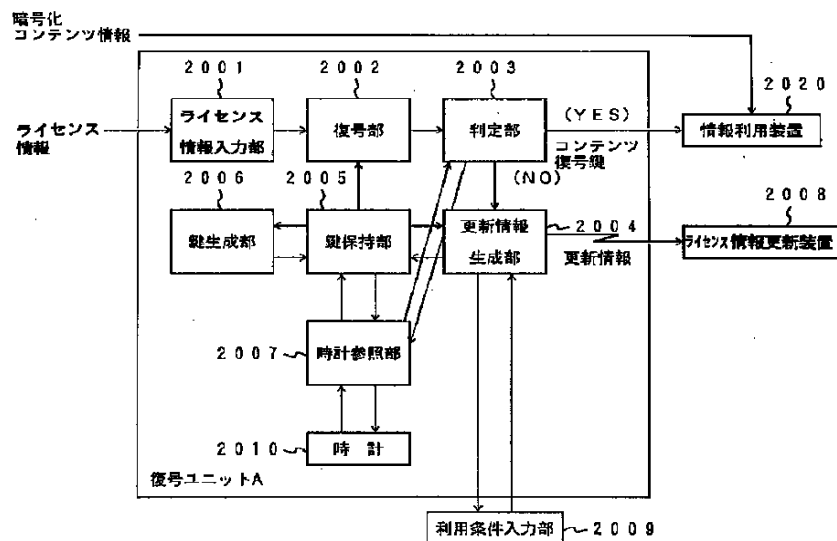 暗号化
コンテンツ情報
2001
2002
2003
2020
ライセンス
情報
ライセンス
情報入力部
復号部
判定部
(YES)
情報利用装置
コンテンツ
復号鍵
(NO)
2006
2005
2008
鍵生成部
鍵保持部
更新情報
生成部
2004
ライセンス情報更新装置
更新情報
2007
時計参照部
2010
時計
復号ユニットA
利用条件入力部
2009